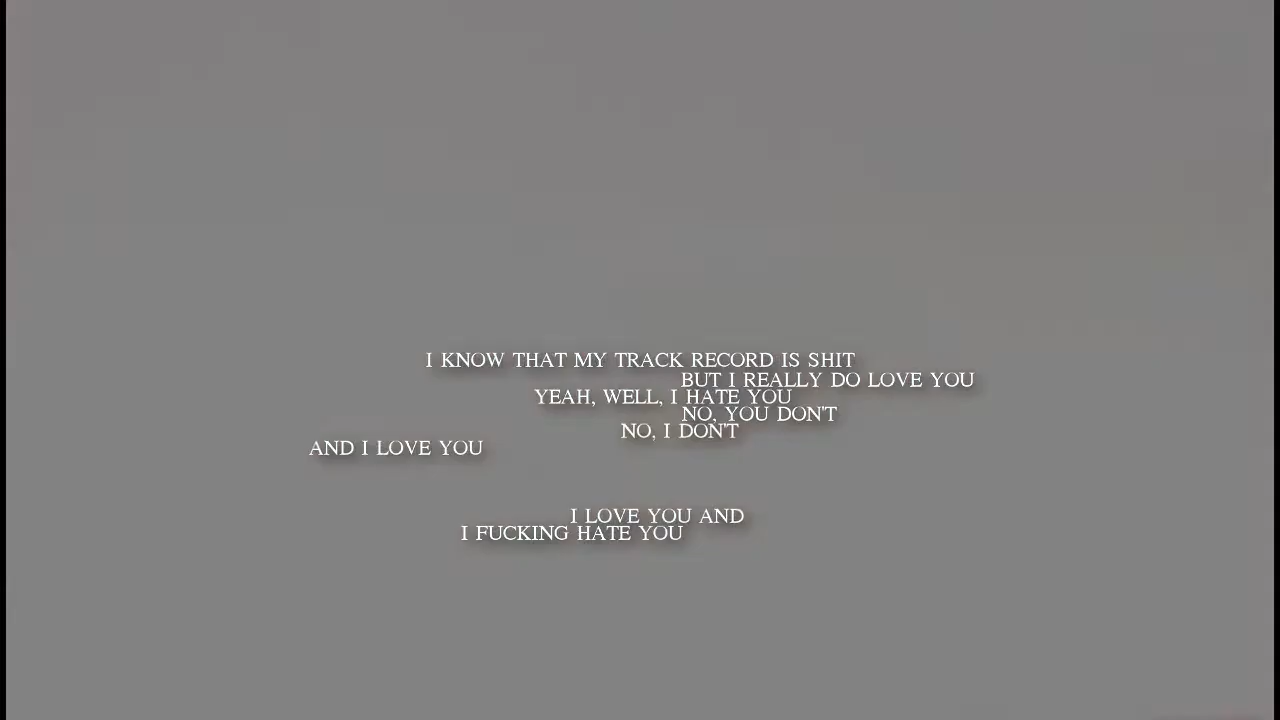 I KNOW THAT MY TRACK RECORD IS SHIT
BUT I REALLY DO LOVE YOU
YEAH, WELL, I HATE YOU
NO, YOU DON'T
NO, I DON'T
AND I LOVE YOU
I LOVE YOU AND
I FUCKING HATE YOU